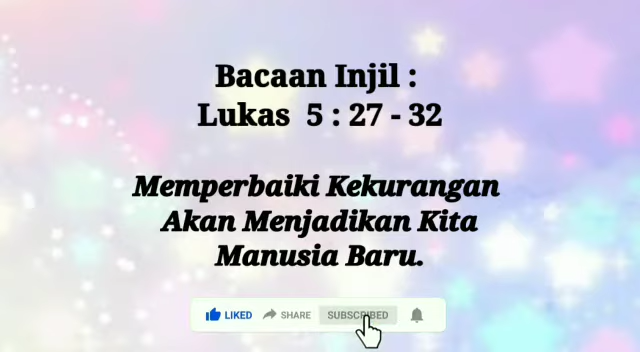 Bacaan Injil :
Lukas 5 : 27 - 32
Memperbaiki Kekurangan
Akan Menjadikan Kita
Manusia Baru.
LIKED SHARE SUBSCRIBED